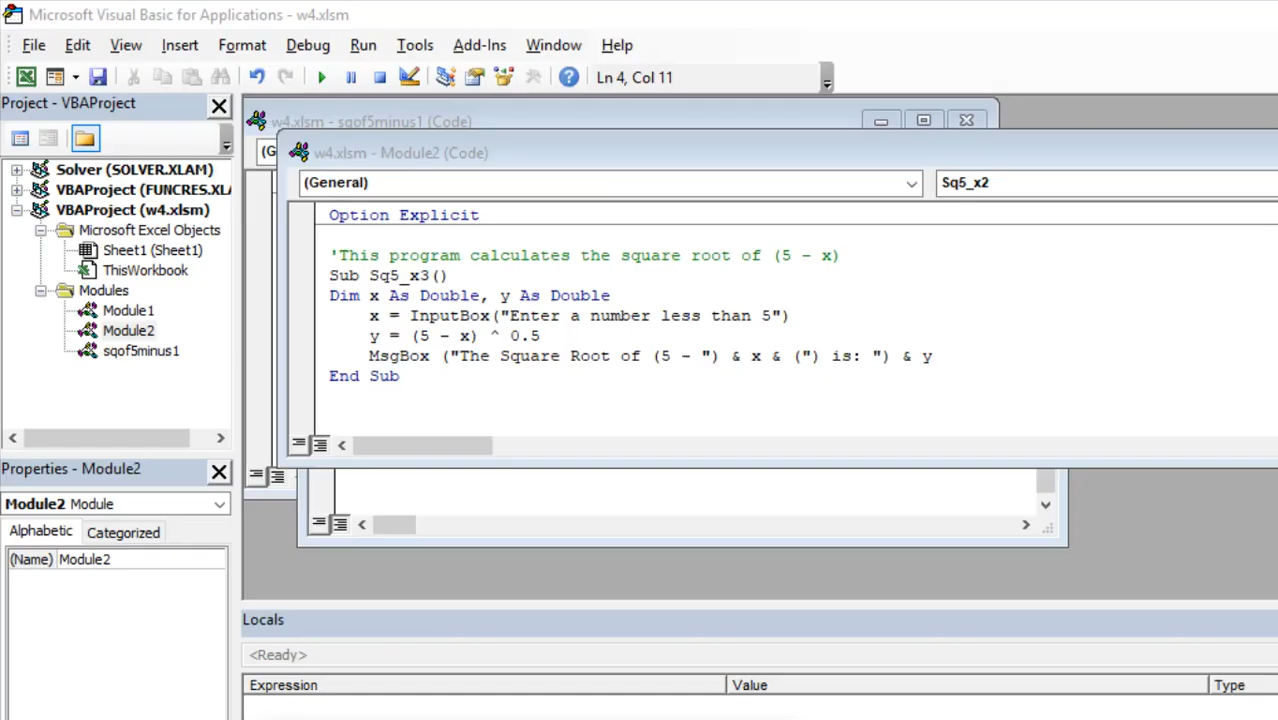 Microsoft Visual Basic for Applications - w4.xlsm
File Edit View Insert Format Debug Run Tools Add-Ins Window Help
Ln 4, Col 11
Project - VBAProject
Solver (SOLVER.XLAM)
VBAProject (FUNCRES.XL
VBAProject (w4.xlsm)
Microsoft Excel Objects
Sheet1 (Sheet1)
ThisWorkbook
Modules
Module1
Module2
sqof5minus1
Properties - Module2
Module2 Module
Alphabetic Categorized
(Name) Module2
w4.xlsm - sqof5minus1 (Code)
(G
w4.xlsm - Module2 (Code)
(General) Sq5_x2
Option Explicit
'This program calculates the square root of (5 - x)
Sub Sq5_x3()
Dim x As Double, y As Double
x = InputBox("Enter a number less than 5")
y = (5 - x) ^ 0.5
MsgBox ("The Square Root of (5 - ") & x & (") is: ") & y
End Sub
Locals
<Ready>
Expression Value Type